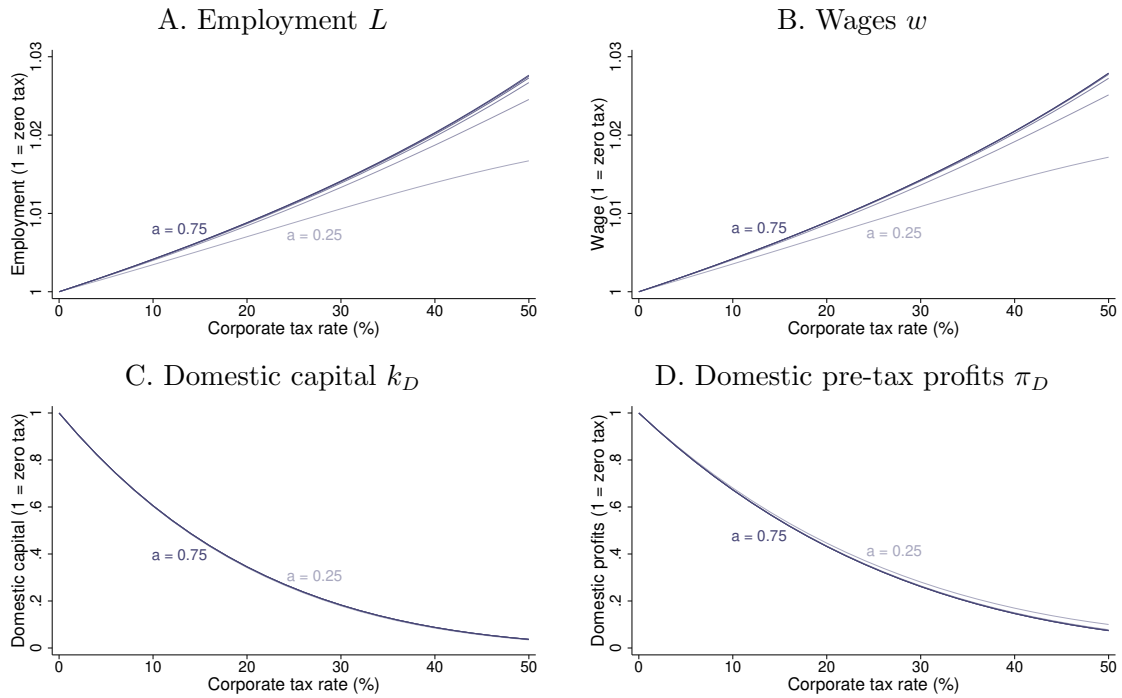 A. Employment L
Employment (1 = zero tax)
1.03
1.02
1.01
1
a = 0.75
a = 0.25
0 10 20 30 40 50
Corporate tax rate (%)
B. Wages w
Wage (1 = zero tax)
1.03
1.02
1.01
1
a = 0.75
a = 0.25
0 10 20 30 40 50
Corporate tax rate (%)
C. Domestic capital k_D
Domestic capital (1 = zero tax)
1
.8
.6
.4
.2
0
a = 0.75
a = 0.25
0 10 20 30 40 50
Corporate tax rate (%)
D. Domestic pre-tax profits π_D
Domestic profits (1 = zero tax)
1
.8
.6
.4
.2
0
a = 0.75
a = 0.25
0 10 20 30 40 50
Corporate tax rate (%)